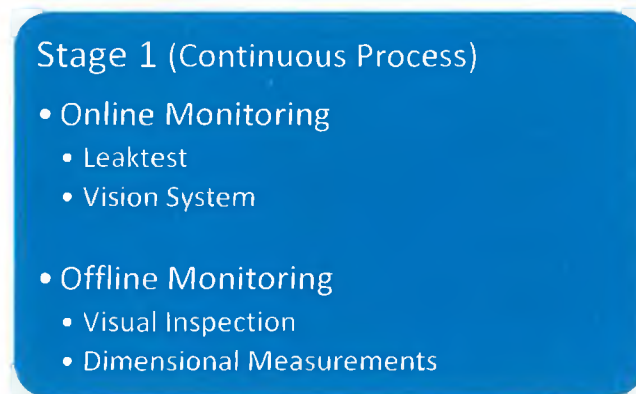 Stage 1 (Continuous Process)
• Online Monitoring
• Leaktest
• Vision System
• Offline Monitoring
• Visual Inspection
• Dimensional Measurements